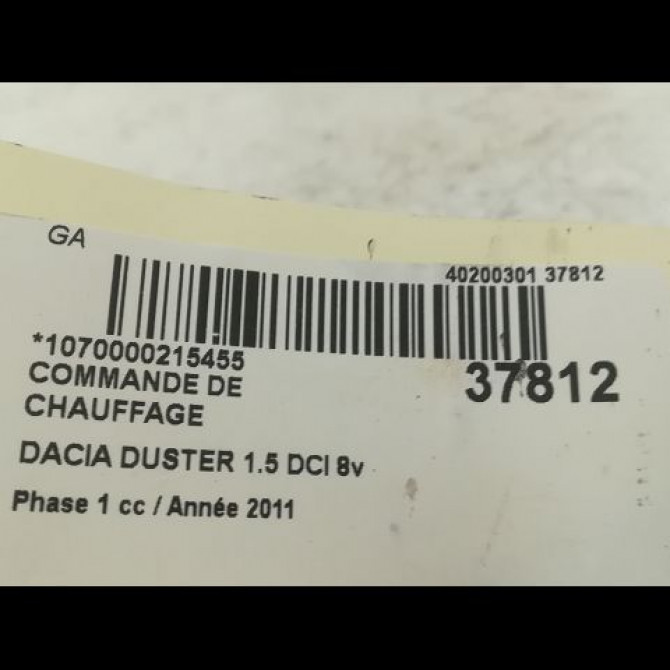 GA
40200301 37812
*1070000215455
37812
COMMANDE DE
CHAUFFAGE
DACIA DUSTER 1.5 DCI 8v
Phase 1 cc / Année 2011